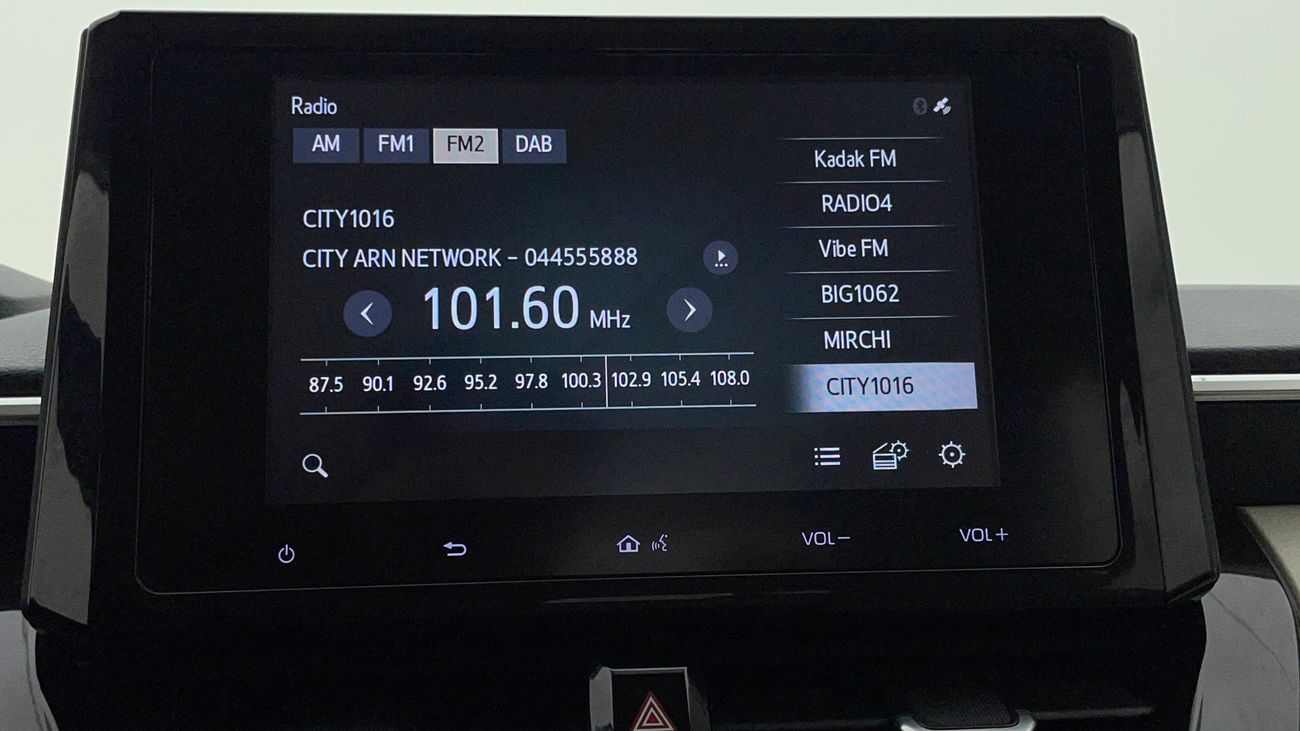 Radio
AM FM1 FM2 DAB
CITY1016
CITY ARN NETWORK - 044555888
101.60 MHz
87.5 90.1 92.6 95.2 97.8 100.3 102.9 105.4 108.0
Kadak FM
RADIO4
Vibe FM
BIG1062
MIRCHI
CITY1016
VOL− VOL+